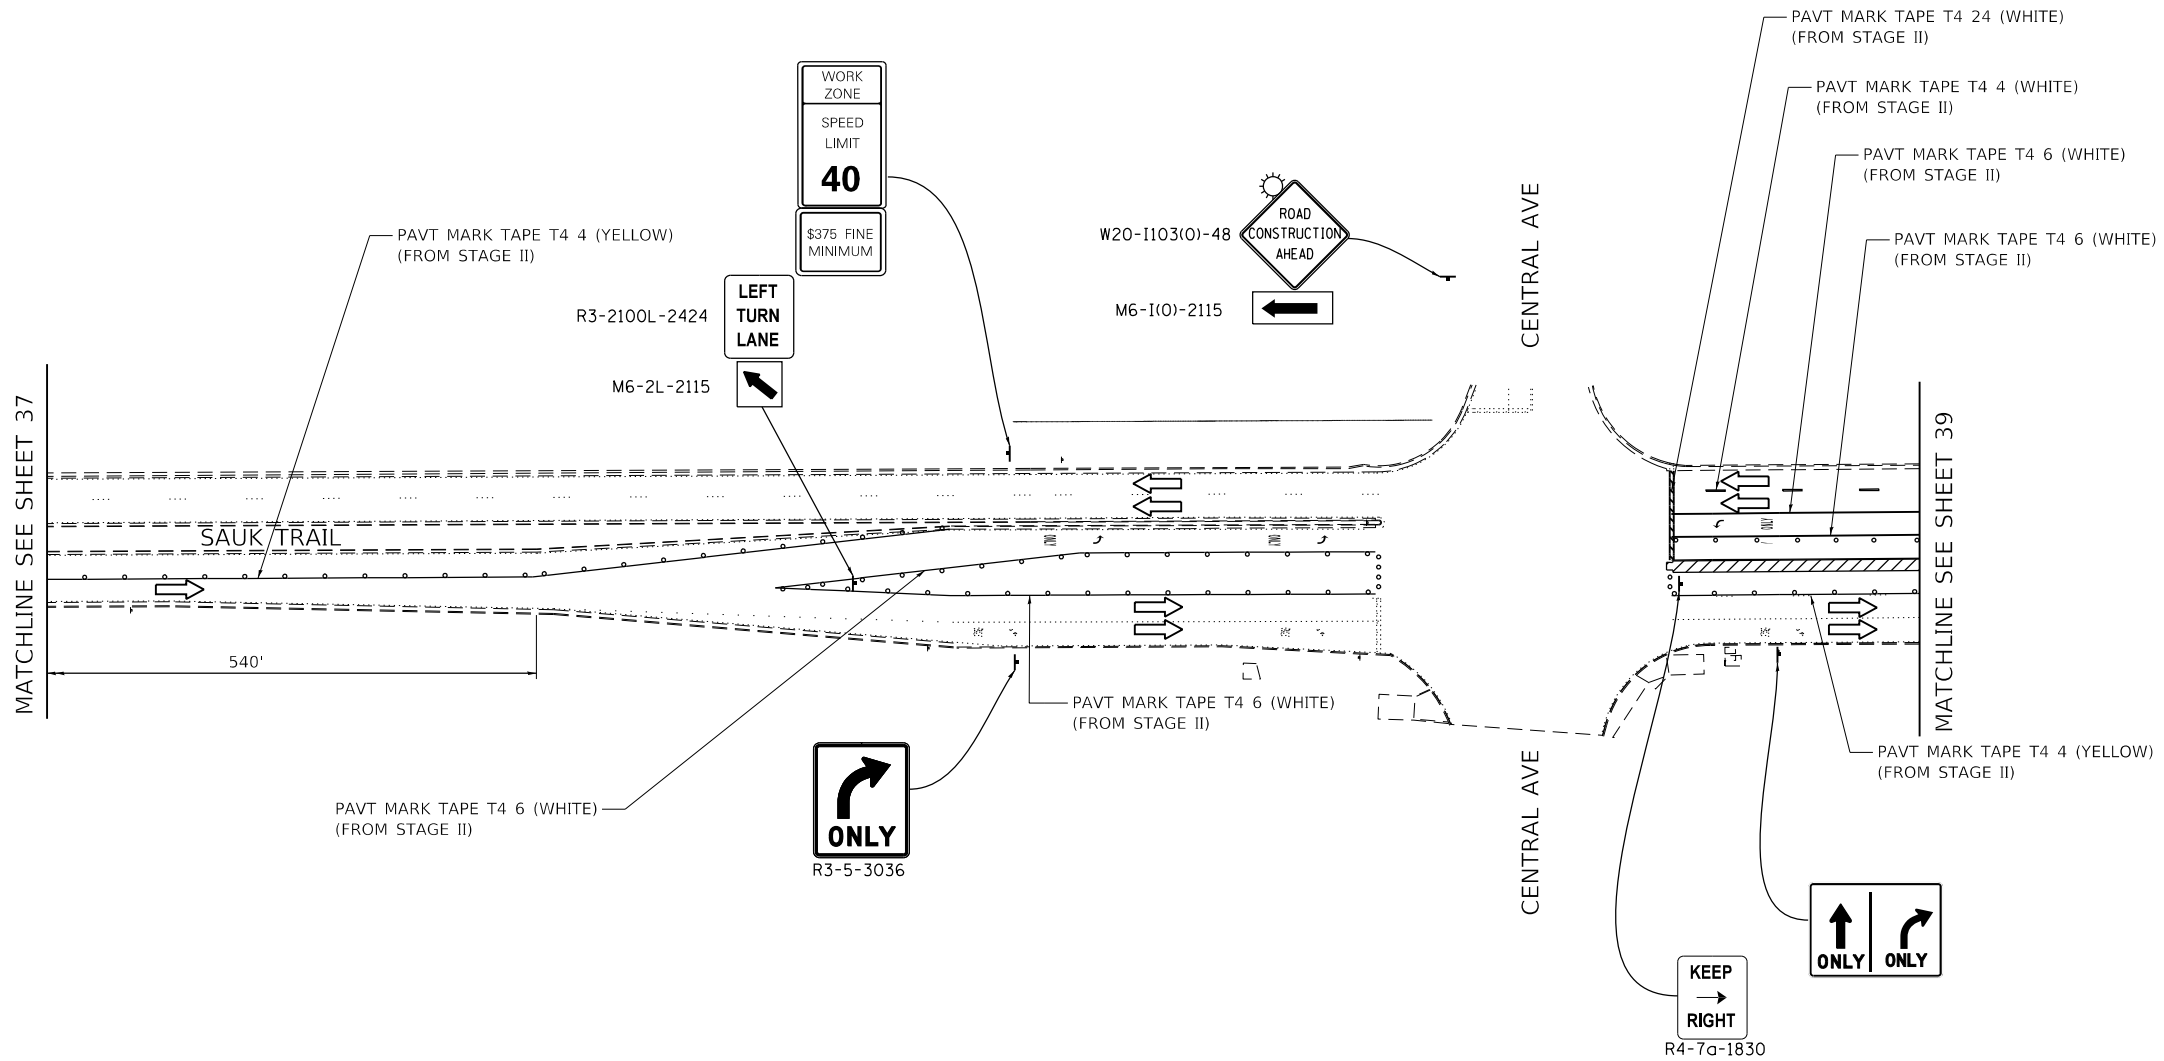 PAVT MARK TAPE T4 24 (WHITE)
(FROM STAGE II)
PAVT MARK TAPE T4 4 (WHITE)
(FROM STAGE II)
PAVT MARK TAPE T4 6 (WHITE)
(FROM STAGE II)
PAVT MARK TAPE T4 6 (WHITE)
(FROM STAGE II)
WORK
ZONE
SPEED
LIMIT
40
$375 FINE
MINIMUM
PAVT MARK TAPE T4 4 (YELLOW)
(FROM STAGE II)
R3-2100L-2424
LEFT
TURN
LANE
M6-2L-2115
W20-I103(O)-48
ROAD
CONSTRUCTION
AHEAD
M6-I(O)-2115
CENTRAL AVE
MATCHLINE SEE SHEET 37
SAUK TRAIL
ONLY
ONLY
ONLY
MATCHLINE SEE SHEET 39
540'
PAVT MARK TAPE T4 6 (WHITE)
(FROM STAGE II)
PAVT MARK TAPE T4 6 (WHITE)
(FROM STAGE II)
ONLY
R3-5-3036
CENTRAL AVE
PAVT MARK TAPE T4 4 (YELLOW)
(FROM STAGE II)
ONLY
ONLY
KEEP
RIGHT
R4-7a-1830